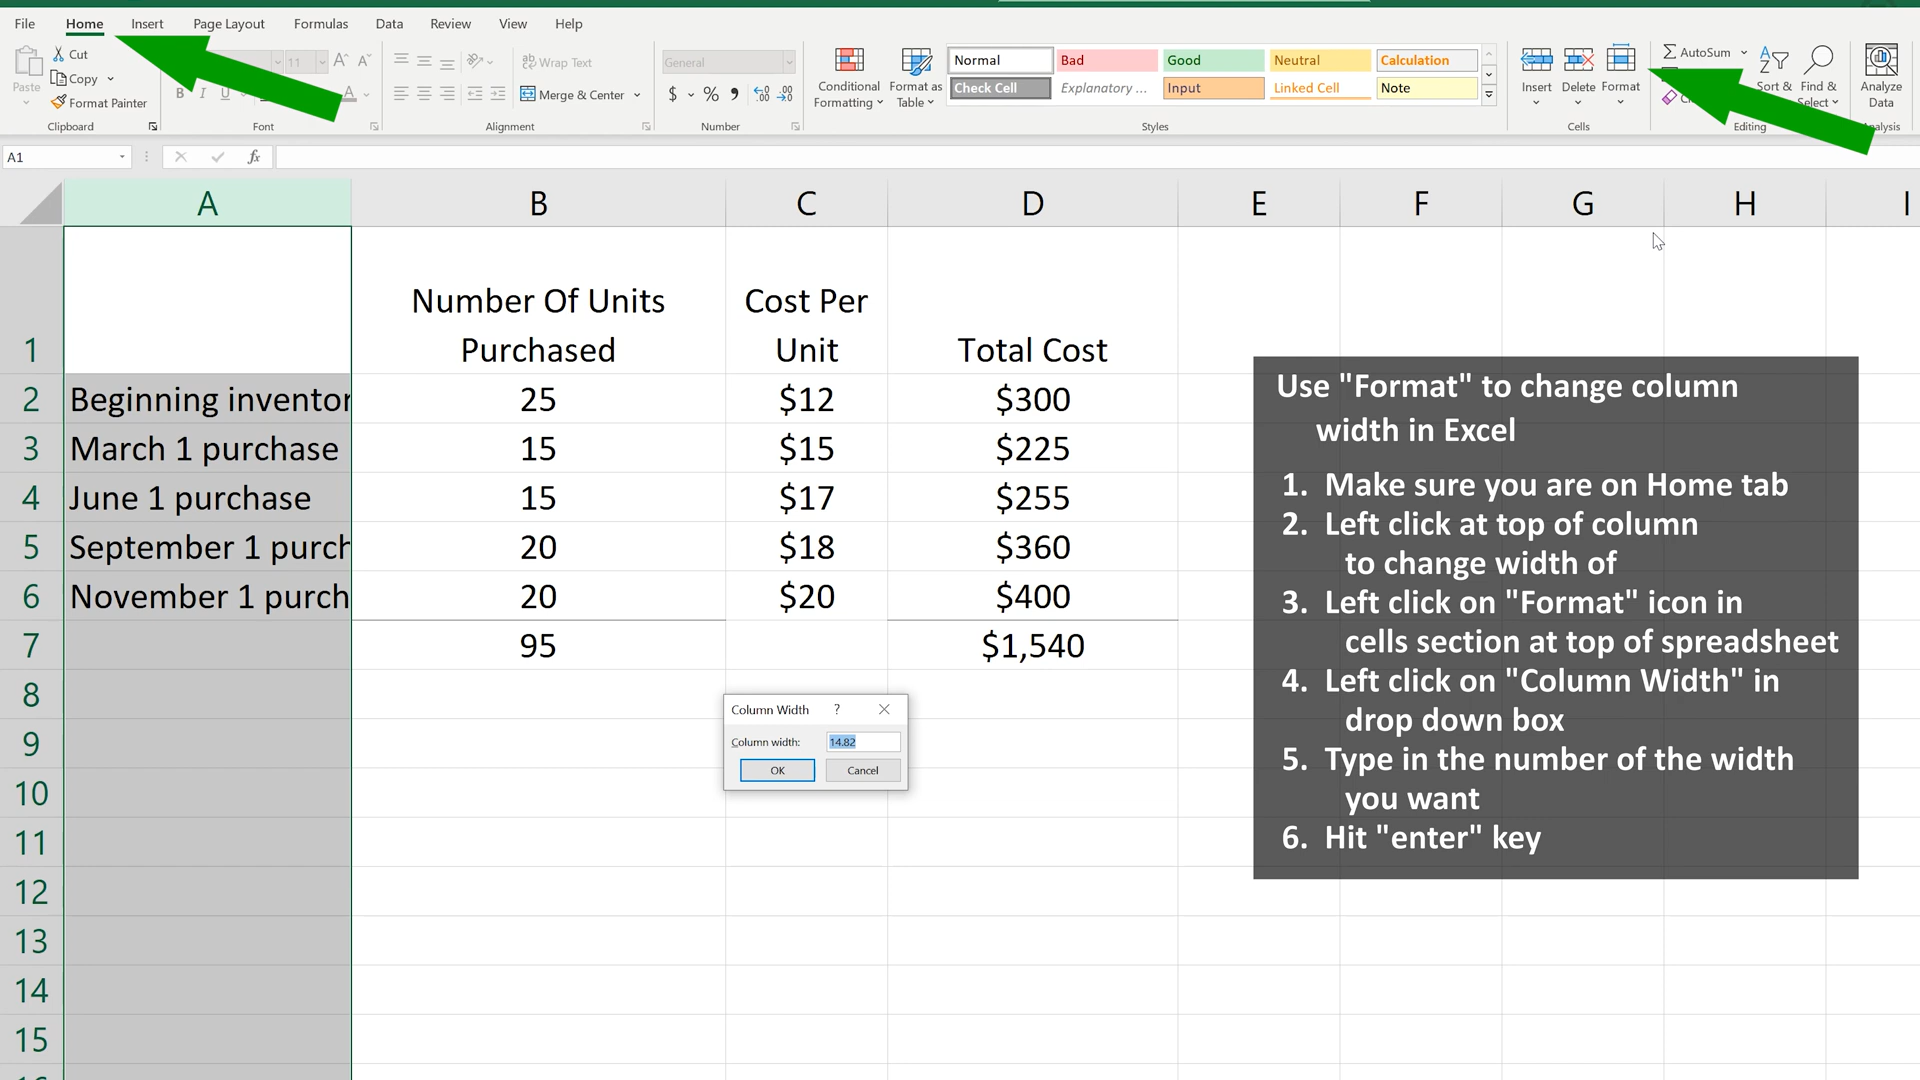 File Home Insert Page Layout Formulas Data Review View Help
Paste
Cut
Copy
Format Painter
Clipboard
11 A A
B I U A
Font
ab Wrap Text
Merge & Center
Alignment
General
$ % 9 .00 .00
Number
Conditional Formatting
Format as Table
Normal Bad Good Neutral Calculation
Check Cell Explanatory ... Input Linked Cell Note
Styles
Insert Delete Format
Cells
AutoSum
Sort & Find &
Select
Editing
Analyze
Data
A1 fx
A B C D E F G H I
Number Of Units Cost Per
1 Purchased Unit Total Cost
2 Beginning inventor 25 $12 $300
3 March 1 purchase 15 $15 $225
4 June 1 purchase 15 $17 $255
5 September 1 purch 20 $18 $360
6 November 1 purch 20 $20 $400
7 95 $1,540
8
9
10
11
12
13
14
15
Column Width ?
Column width: 14.82
OK Cancel
Use "Format" to change column
width in Excel
1. Make sure you are on Home tab
2. Left click at top of column
to change width of
3. Left click on "Format" icon in
cells section at top of spreadsheet
4. Left click on "Column Width" in
drop down box
5. Type in the number of the width
you want
6. Hit "enter" key